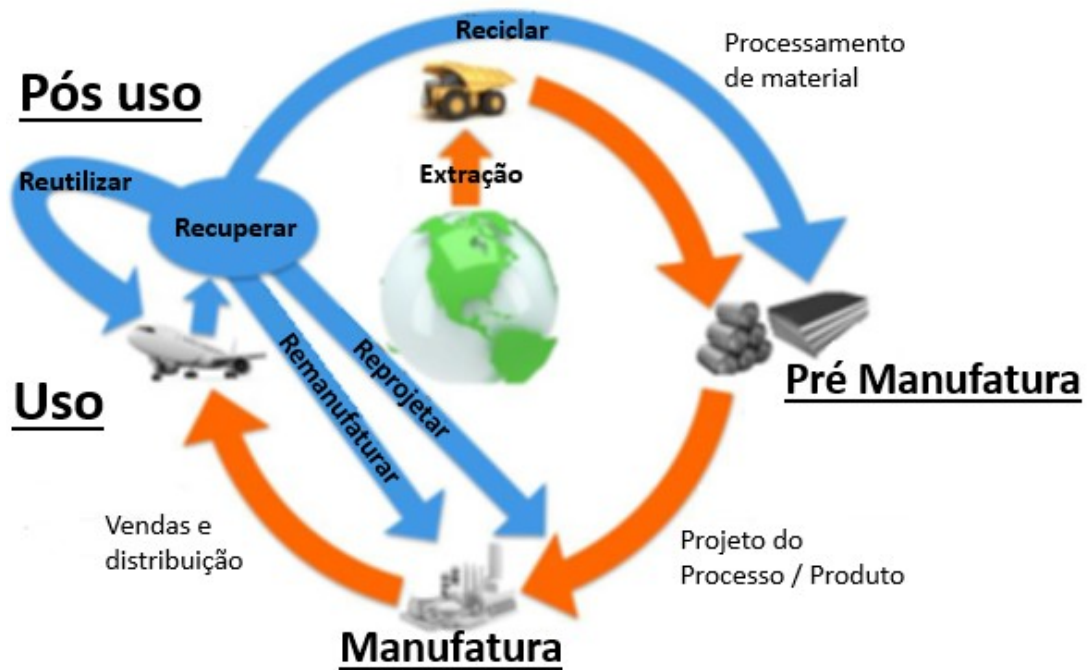 Reciclar
Processamento
de material
Pós uso
Reutilizar
Extração
Recuperar
Remanufaturar
Reprojetar
Pré Manufatura
Uso
Vendas e
distribuição
Projeto do
Processo / Produto
Manufatura